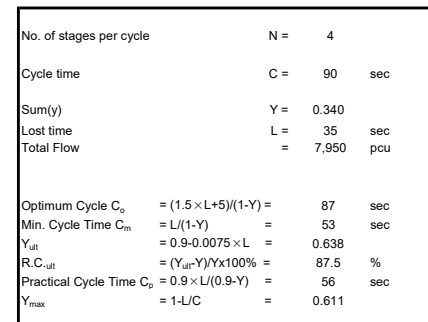 No. of stages per cycle N = 4
Cycle time C = 90 sec
Sum(y) Y = 0.340
Lost time L = 35 sec
Total Flow = 7,950 pcu
Optimum Cycle Co = (1.5×L+5)/(1-Y) = 87 sec
Min. Cycle Time Cm = L/(1-Y) = 53 sec
Yult = 0.9-0.0075×L = 0.638
R.C.ult = (Yult-Y)/Yx100% = 87.5 %
Practical Cycle Time Cp = 0.9×L/(0.9-Y) = 56 sec
Ymax = 1-L/C = 0.611